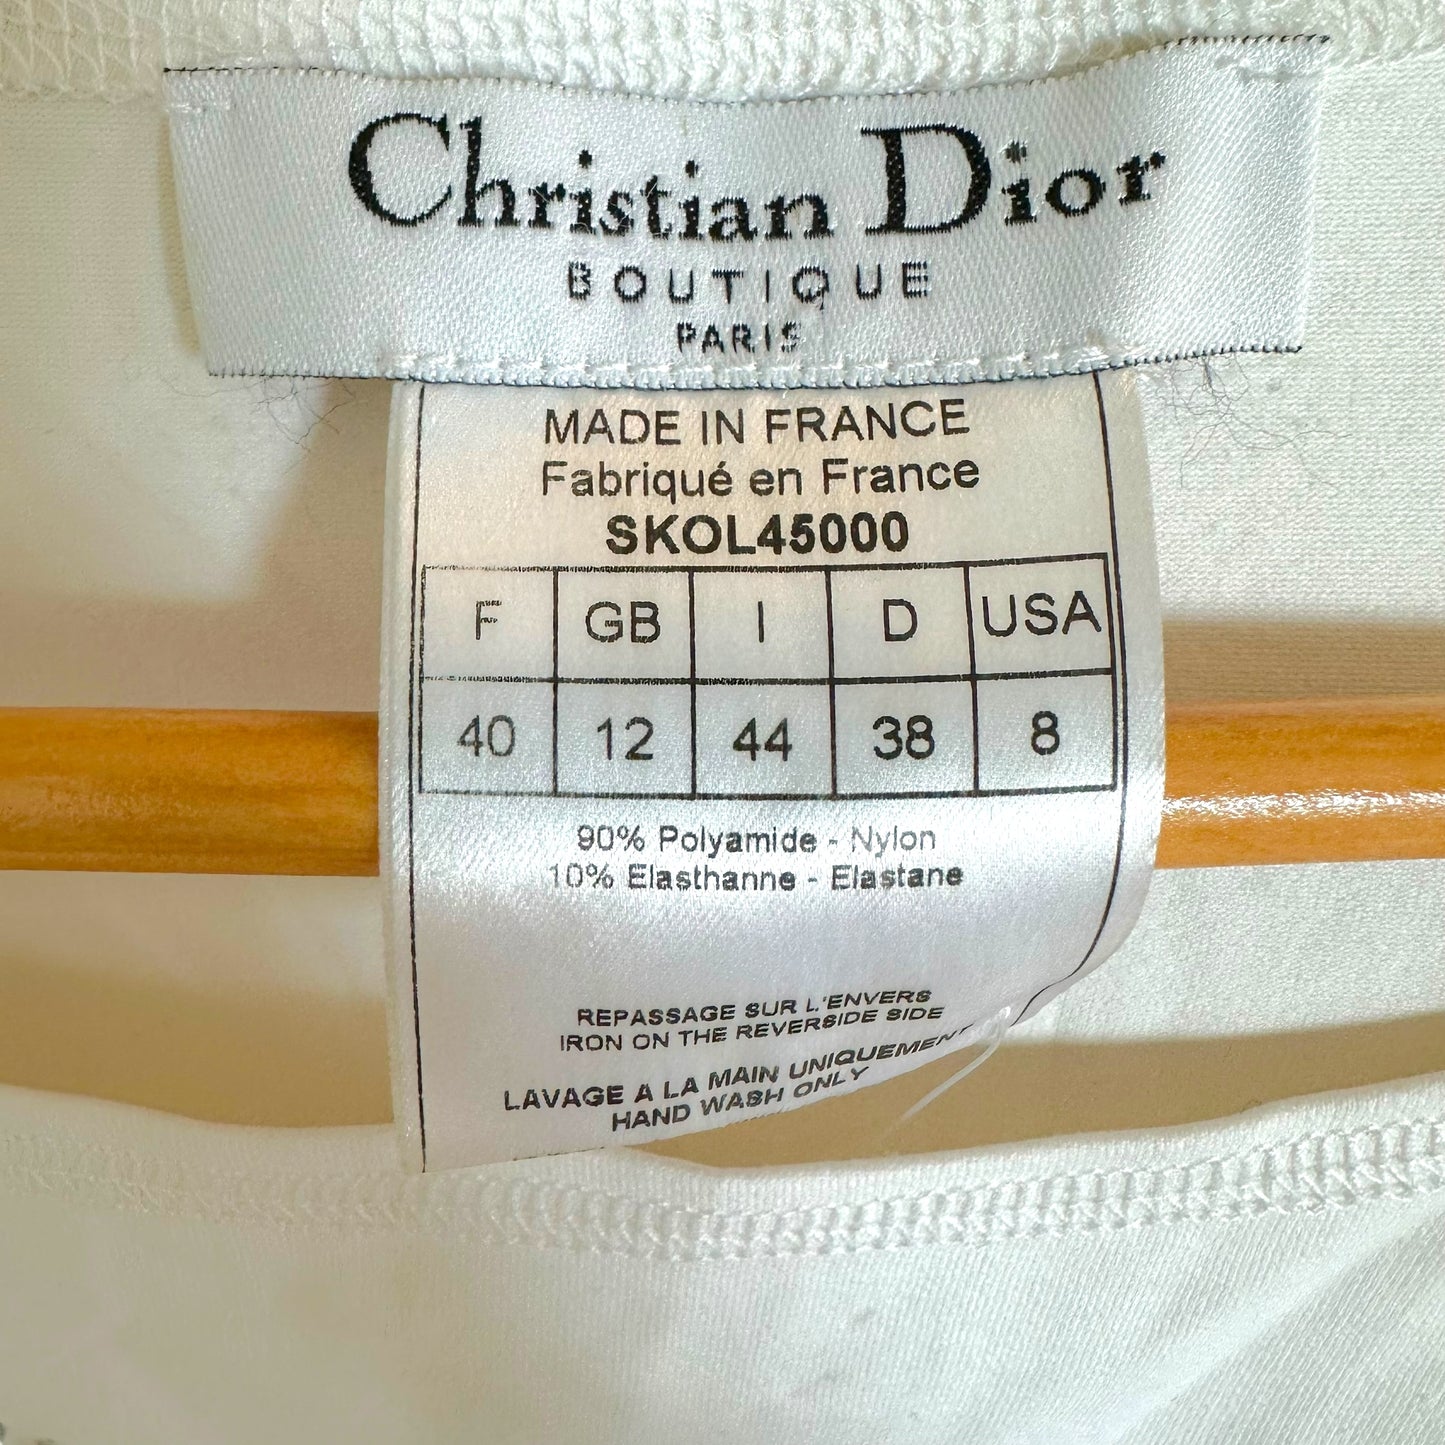 Christian Dior
BOUTIQUE
PARIS
MADE IN FRANCE
Fabriqué en France
SKOL45000
F GB I D USA
40 12 44 38 8
90% Polyamide - Nylon
10% Elasthanne - Elastane
REPASSAGE SUR L'ENVERS
IRON ON THE REVERSIDE SIDE
LAVAGE A LA MAIN UNIQUEMENT
HAND WASH ONLY